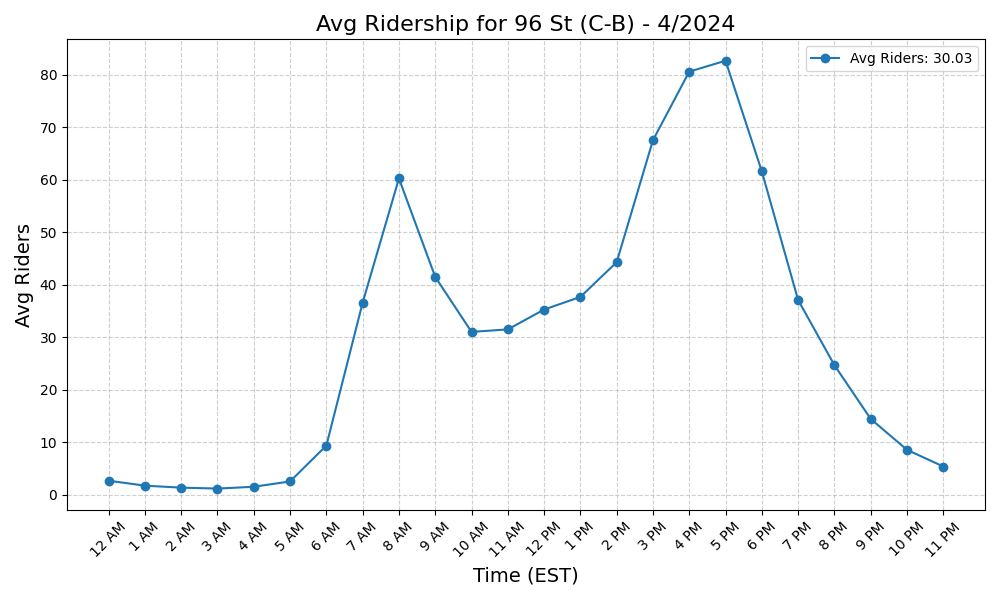 Avg Ridership for 96 St (C-B) - 4/2024
Avg Riders: 30.03
Avg Riders
80
70
60
50
40
30
20
10
0
12 AM
1 AM
2 AM
3 AM
4 AM
5 AM
6 AM
7 AM
8 AM
9 AM
10 AM
11 AM
12 PM
1 PM
2 PM
3 PM
4 PM
5 PM
6 PM
7 PM
8 PM
9 PM
10 PM
11 PM
Time (EST)